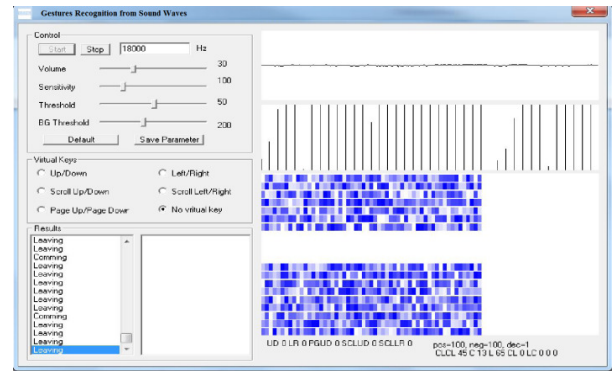 Gestures Recognition from Sound Waves
Control
Start Stop 18000 Hz
Volume 30
Sensitivity 100
Threshold 50
BG Threshold 200
Default Save Parameter
Virtual Keys
Up/Down Left/Right
Scroll Up/Down Scroll Left/Right
Page Up/Page Down No vritual key
Results
Leaving
Leaving
Comming
Leaving
Leaving
Leaving
Leaving
Leaving
Leaving
Comming
Leaving
Leaving
Leaving
Leaving
UD 0 LR 0 PGUD 0 SCLUD 0 SCLLR 0
pos=100, neg=100, dec=1
CLCL 45 C 13 L 65 CL 0 LC 0 0 0